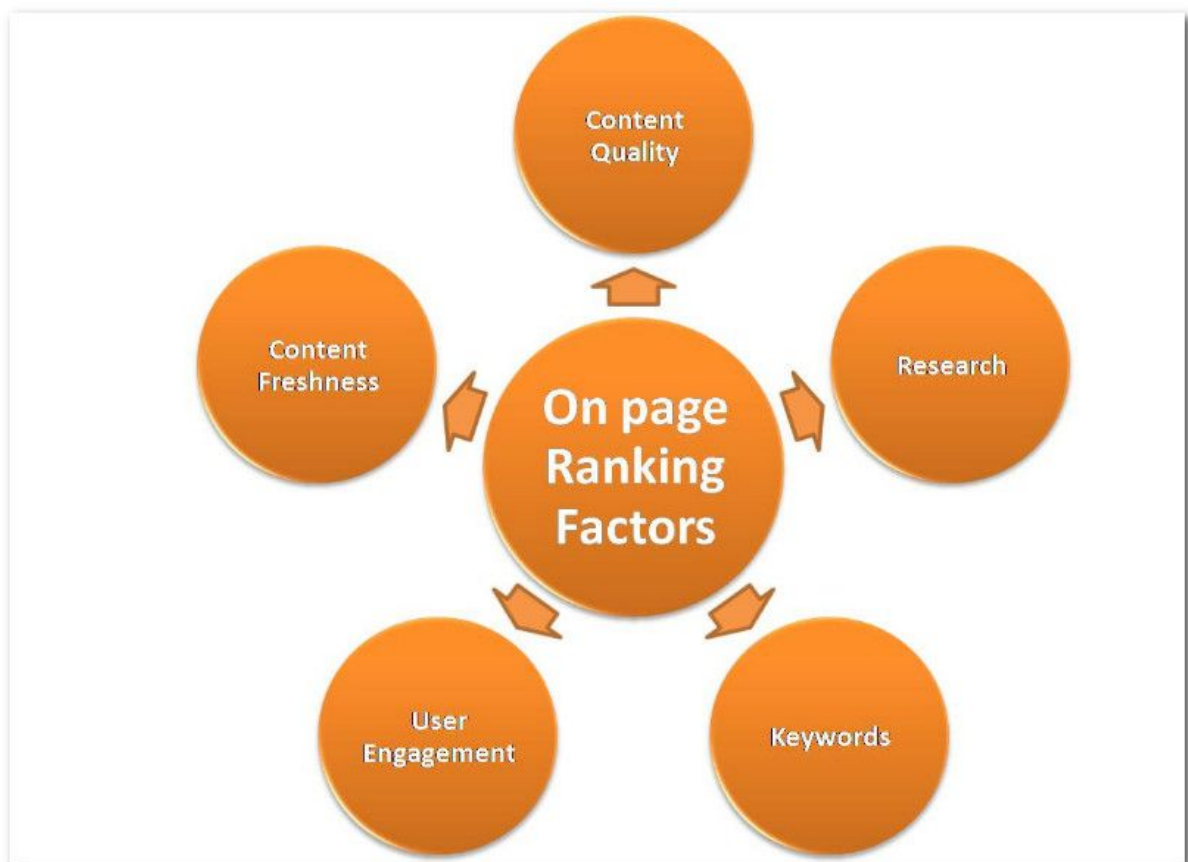 Content
Quality
Content
Freshness
Research
On page
Ranking
Factors
User
Engagement
Keywords